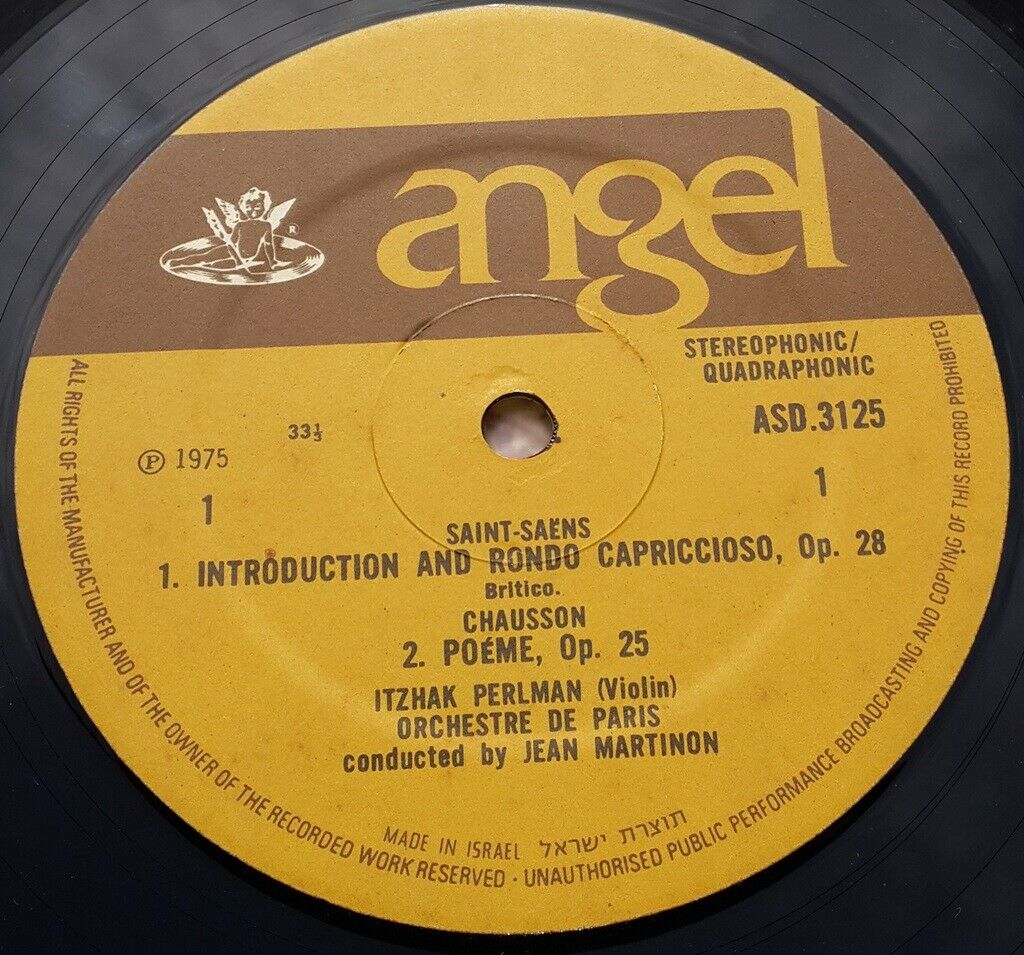 angel
®
STEREOPHONIC/
QUADRAPHONIC
ASD.3125
33⅓
Ⓟ 1975
1
1
SAINT-SAËNS
1. INTRODUCTION AND RONDO CAPRICCIOSO, Op. 28
Britico.
CHAUSSON
2. POÉME, Op. 25
ITZHAK PERLMAN (Violin)
ORCHESTRE DE PARIS
conducted by JEAN MARTINON
MADE IN ISRAEL תוצרת ישראל
ALL RIGHTS OF THE MANUFACTURER AND OF THE OWNER OF THE RECORDED WORK RESERVED · UNAUTHORISED PUBLIC PERFORMANCE BROADCASTING AND COPYING OF THIS RECORD PROHIBITED